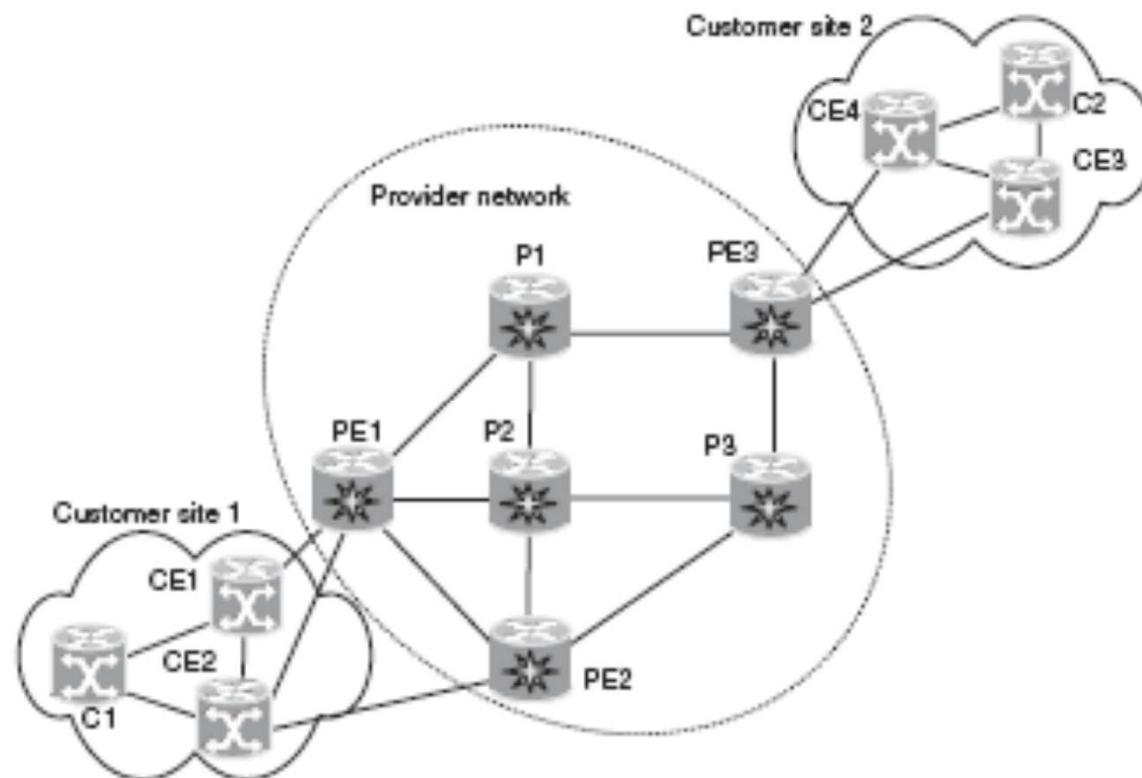 Customer site 2
CE4
C2
CE3
Provider network
P1
PE3
PE1
P2
P3
Customer site 1
CE1
CE2
C1
PE2